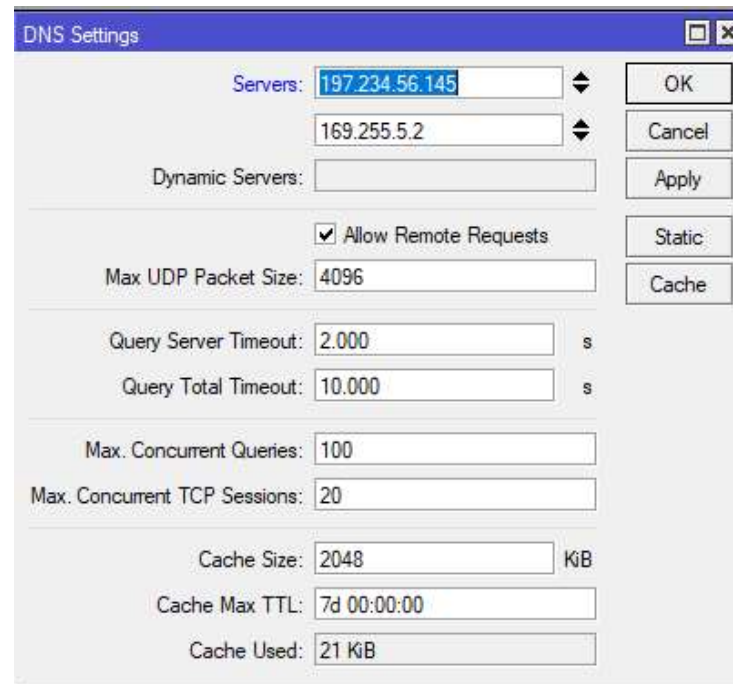 DNS Settings
Servers: 197.234.56.145
OK
169.255.5.2
Cancel
Dynamic Servers:
Apply
Allow Remote Requests
Static
Max UDP Packet Size: 4096
Cache
Query Server Timeout: 2.000 s
Query Total Timeout: 10.000 s
Max. Concurrent Queries: 100
Max. Concurrent TCP Sessions: 20
Cache Size: 2048 KiB
Cache Max TTL: 7d 00:00:00
Cache Used: 21 KiB